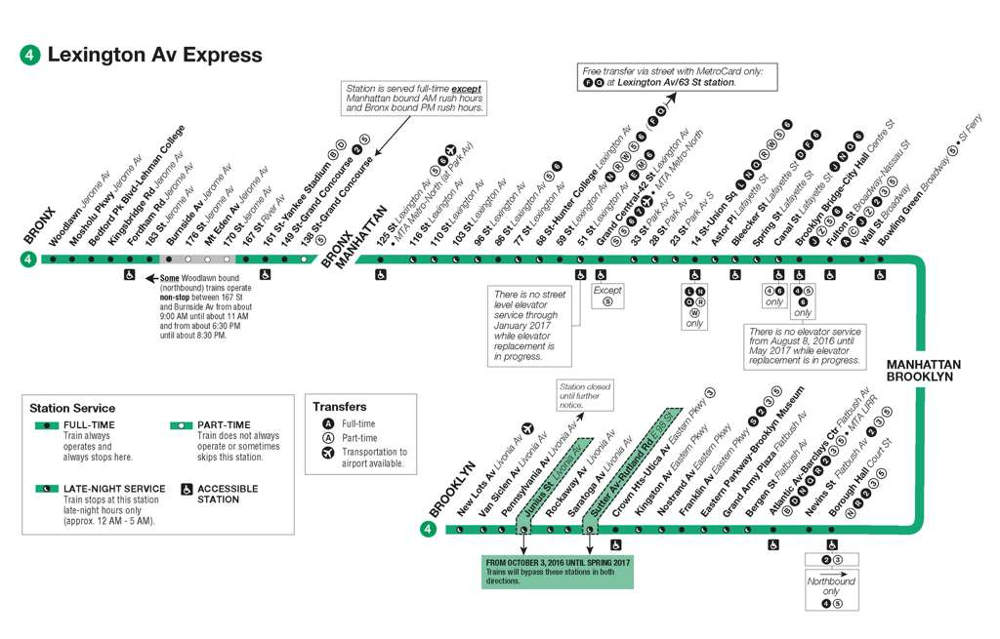 4 Lexington Av Express
Free transfer via street with MetroCard only:
F Q at Lexington Av/63 St station.
Station is served full-time except
Manhattan bound AM rush hours
and Bronx bound PM rush hours.
BRONX
4
Woodlawn Jerome Av
Mosholu Pkwy Jerome Av
Bedford Pk Blvd-Lehman College
Kingsbridge Rd Jerome Av
Fordham Rd Jerome Av
183 St Jerome Av
Burnside Av Jerome Av
176 St Jerome Av
Mt Eden Av Jerome Av
170 St Jerome Av
167 St River Av
161 St-Yankee Stadium B D
149 St-Grand Concourse 2 5
138 St-Grand Concourse
5
BRONX
MANHATTAN
125 St Lexington Av 5 6
• MTA Metro-North (at Park Av)
116 St Lexington Av
110 St Lexington Av
103 St Lexington Av
96 St Lexington Av
86 St Lexington Av 5 6
77 St Lexington Av
68 St-Hunter College Lexington Av
59 St Lexington Av N R W 5 6 ( F Q )
51 St Lexington Av E M 6
Grand Central-42 St Lexington Av
S 5 6 7 • MTA Metro-North
33 St Park Av S
28 St Park Av S
23 St Park Av S
14 St-Union Sq L N Q R W 5 6
Astor Pl Lafayette St
Bleecker St Lafayette St D F 6
Spring St Lafayette St
Canal St Lafayette St J N Q 6
Brooklyn Bridge-City Hall Centre St
J Z 5 6
Fulton St Broadway-Nassau St
A C J Z 2 3 5
Wall St Broadway
Bowling Green Broadway 5 • SI Ferry
Some Woodlawn bound
(northbound) trains operate
non-stop between 167 St
and Burnside Av from about
9:00 AM until about 11 AM
and from about 6:30 PM
until about 8:30 PM.
There is no street
level elevator
service through
January 2017
while elevator
replacement is
in progress.
Except
S
L N
Q R
W
only
4 6
only
4 5
6
only
There is no elevator service
from August 8, 2016 until
May 2017 while elevator
replacement is in progress.
MANHATTAN
BROOKLYN
Station Service
FULL-TIME
Train always
operates and
always stops here.
PART-TIME
Train does not always
operate or sometimes
skips this station.
LATE-NIGHT SERVICE
Train stops at this station
late-night hours only
(approx. 12 AM - 5 AM).
ACCESSIBLE
STATION
Transfers
A Full-time
A Part-time
Transportation to
airport available.
Station closed
until further
notice.
BROOKLYN
4
New Lots Av Livonia Av
Van Siclen Av Livonia Av
Pennsylvania Av Livonia Av
Junius St Livonia Av
Rockaway Av Livonia Av
Saratoga Av Livonia Av
Sutter Av-Rutland Rd E 98 St
Crown Hts-Utica Av Eastern Pkwy 3
Kingston Av Eastern Pkwy
Nostrand Av Eastern Pkwy
Franklin Av Eastern Pkwy S 2 3 5
Eastern Parkway-Brooklyn Museum
Grand Army Plaza Flatbush Av
Bergen St Flatbush Av
Atlantic Av-Barclays Ctr Flatbush Av
B D N Q R 2 3 5 • MTA LIRR
Nevins St Flatbush Av 2 3 5
Borough Hall Court St
N R 2 3 5
FROM OCTOBER 3, 2016 UNTIL SPRING 2017
Trains will bypass these stations in both
directions.
2 3
Northbound
only
4 5